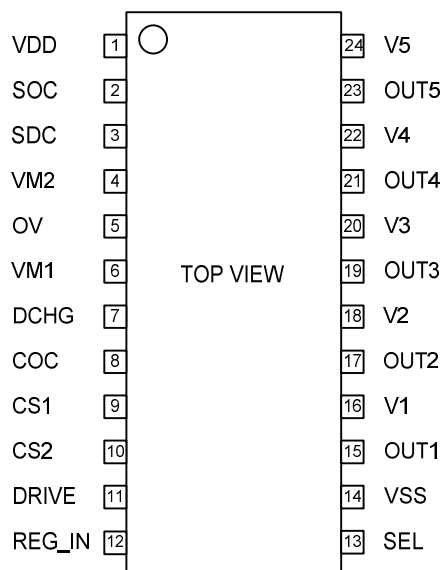 VDD 1 24 V5
SOC 2 23 OUT5
SDC 3 22 V4
VM2 4 21 OUT4
OV 5 20 V3
VM1 6 TOP VIEW 19 OUT3
DCHG 7 18 V2
COC 8 17 OUT2
CS1 9 16 V1
CS2 10 15 OUT1
DRIVE 11 14 VSS
REG_IN 12 13 SEL